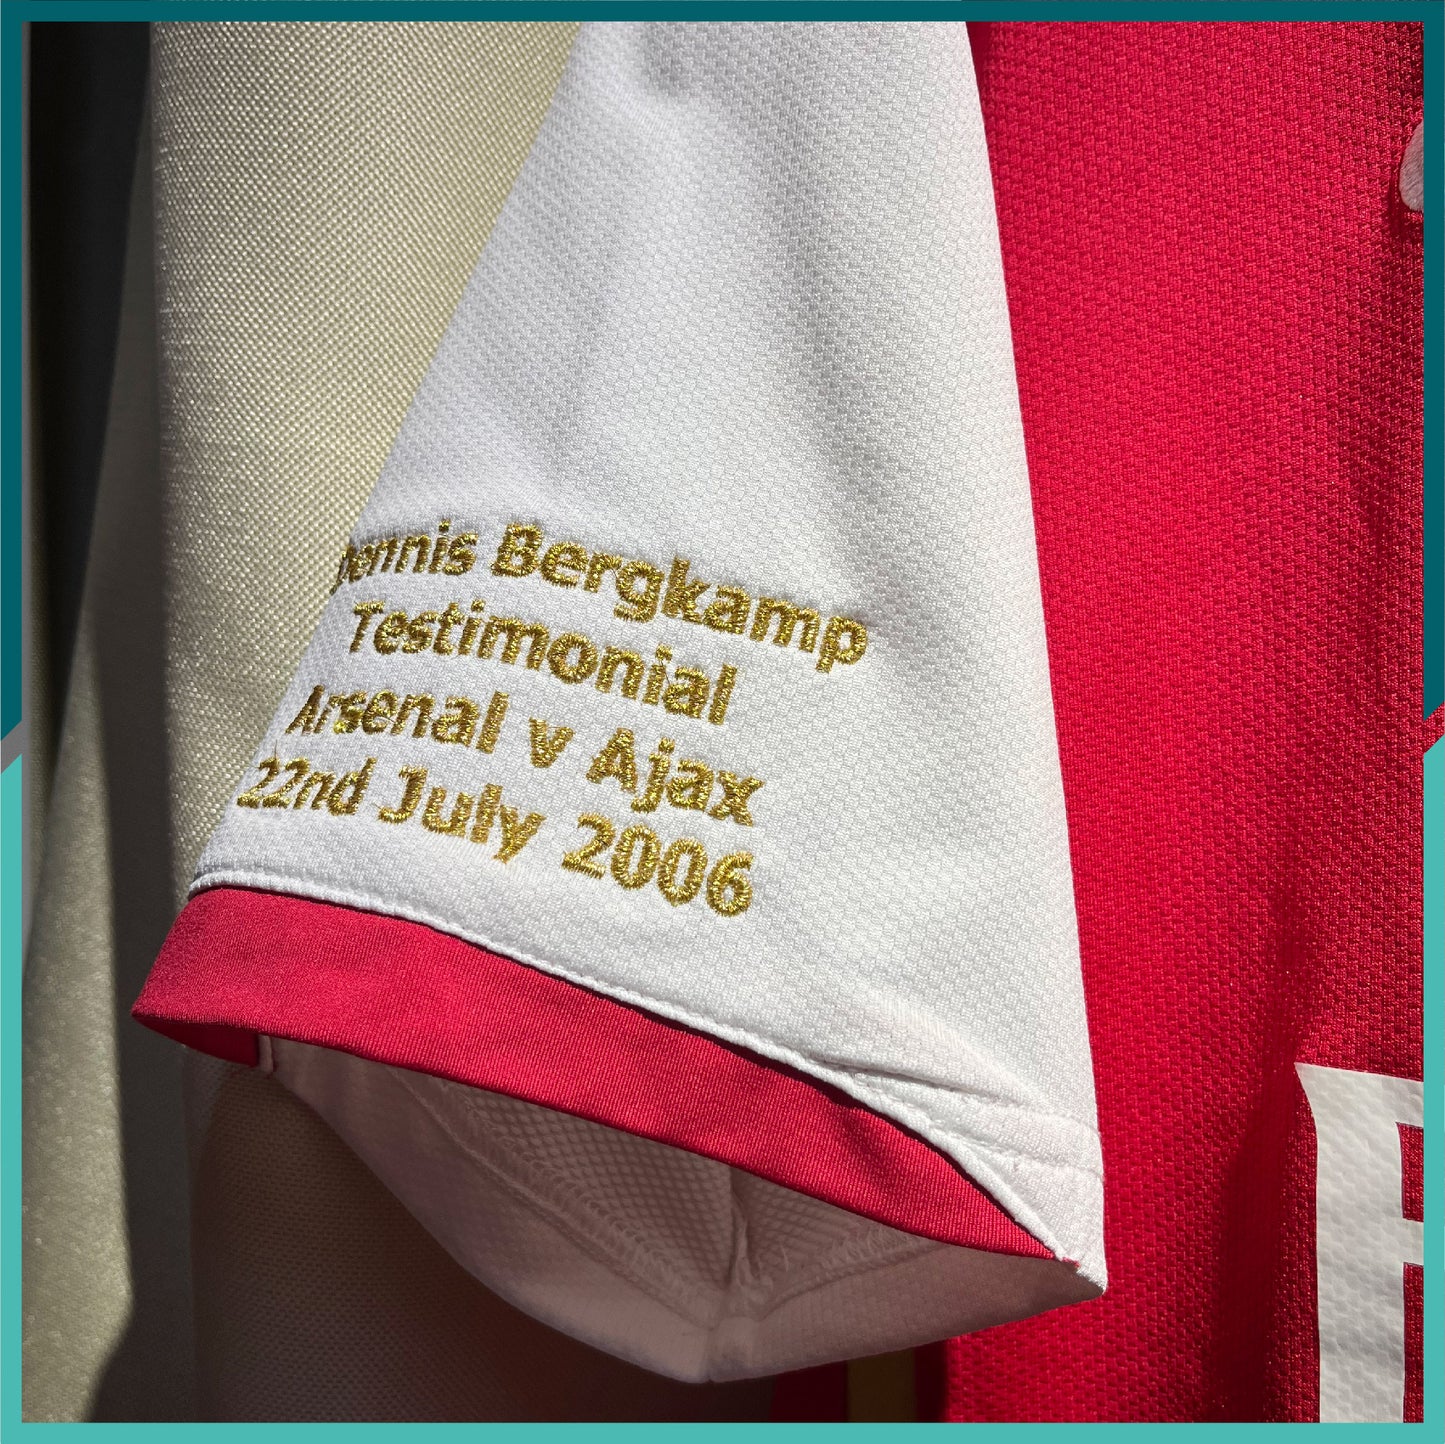 Dennis Bergkamp
Testimonial
Arsenal v Ajax
22nd July 2006